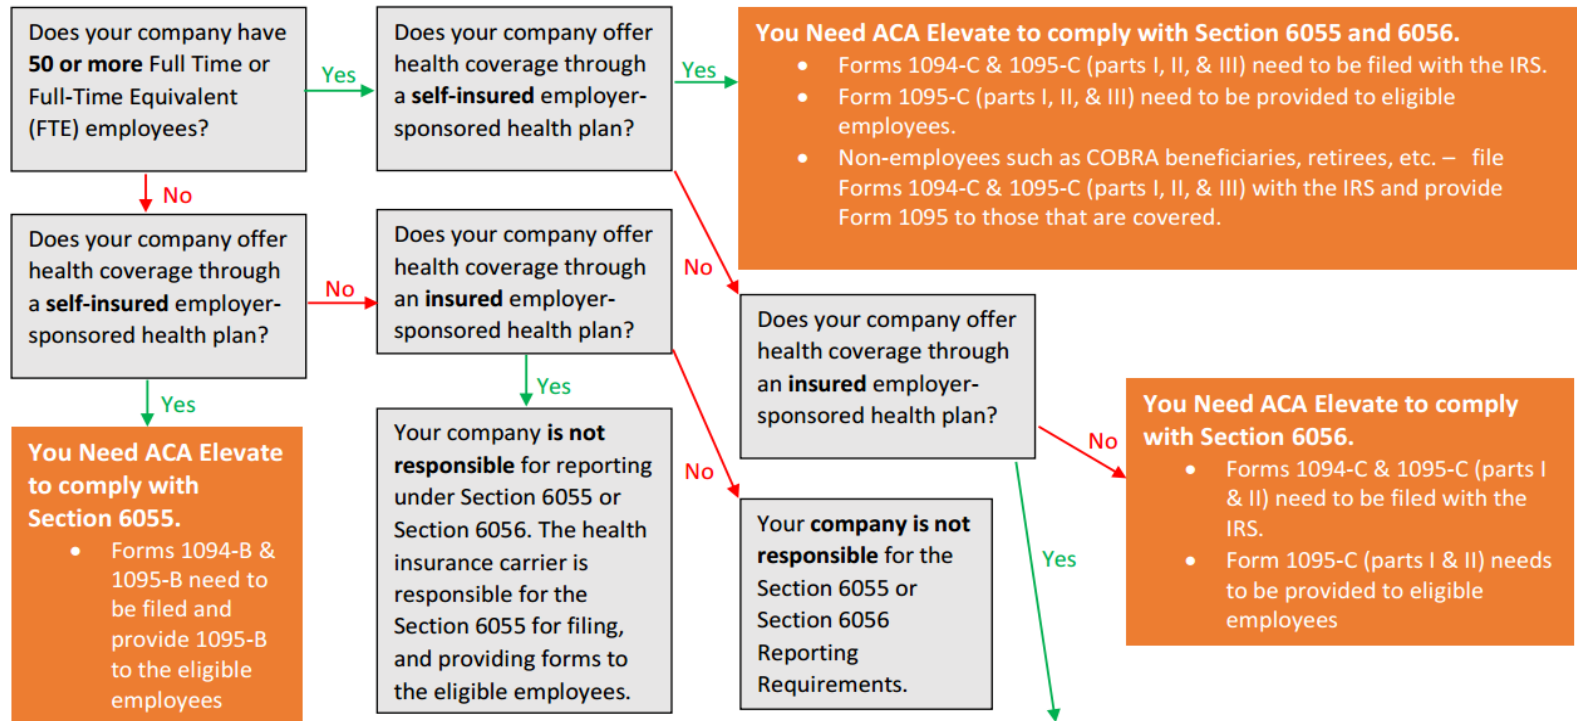 Does your company have
50 or more Full Time or
Full-Time Equivalent
(FTE) employees?
Yes
Does your company offer
health coverage through
a self-insured employer-
sponsored health plan?
Yes
You Need ACA Elevate to comply with Section 6055 and 6056.
• Forms 1094-C & 1095-C (parts I, II, & III) need to be filed with the IRS.
• Form 1095-C (parts I, II, & III) need to be provided to eligible
employees.
• Non-employees such as COBRA beneficiaries, retirees, etc. – file
Forms 1094-C & 1095-C (parts I, II, & III) with the IRS and provide
Form 1095 to those that are covered.
No
Does your company offer
health coverage through
a self-insured employer-
sponsored health plan?
No
Does your company offer
health coverage through
an insured employer-
sponsored health plan?
No
Does your company offer
health coverage through
an insured employer-
sponsored health plan?
Yes
You Need ACA Elevate
to comply with
Section 6055.
• Forms 1094-B &
1095-B need to
be filed and
provide 1095-B
to the eligible
employees
Yes
Your company is not
responsible for reporting
under Section 6055 or
Section 6056. The health
insurance carrier is
responsible for the
Section 6055 for filing,
and providing forms to
the eligible employees.
No
Your company is not
responsible for the
Section 6055 or
Section 6056
Reporting
Requirements.
Yes
No
You Need ACA Elevate to comply
with Section 6056.
• Forms 1094-C & 1095-C (parts I
& II) need to be filed with the
IRS.
• Form 1095-C (parts I & II) needs
to be provided to eligible
employees